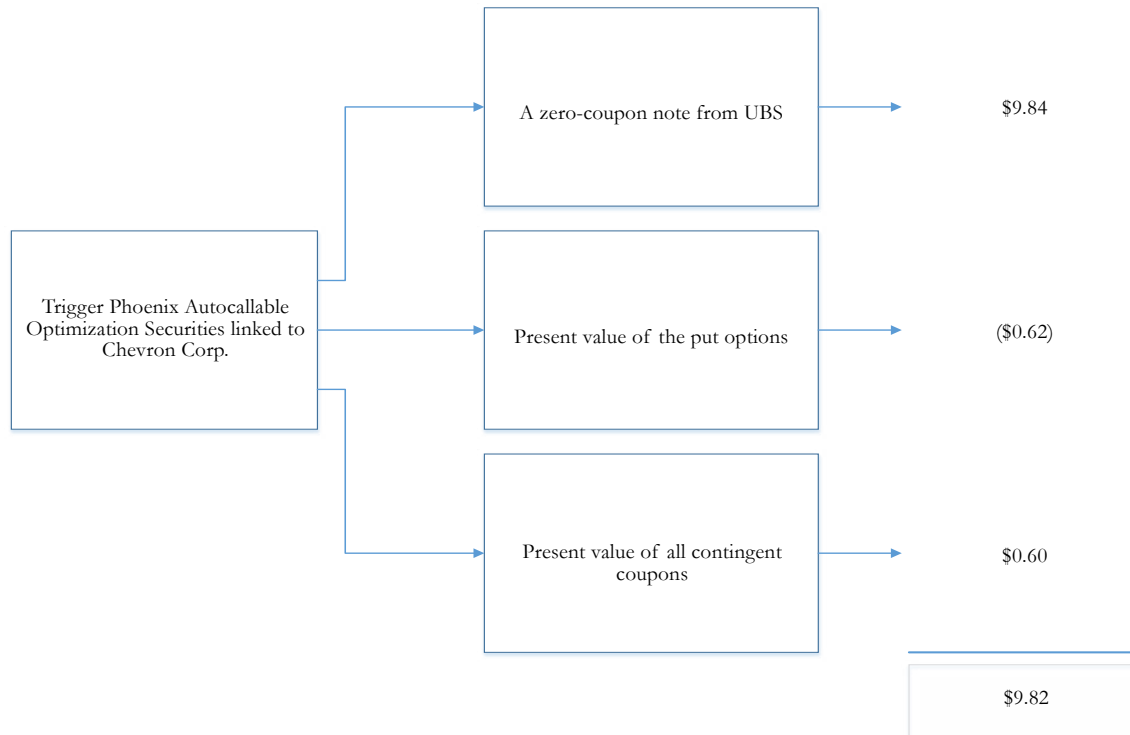 A zero-coupon note from UBS
$9.84
Trigger Phoenix Autocallable
Optimization Securities linked to
Chevron Corp.
Present value of the put options
($0.62)
Present value of all contingent
coupons
$0.60
$9.82